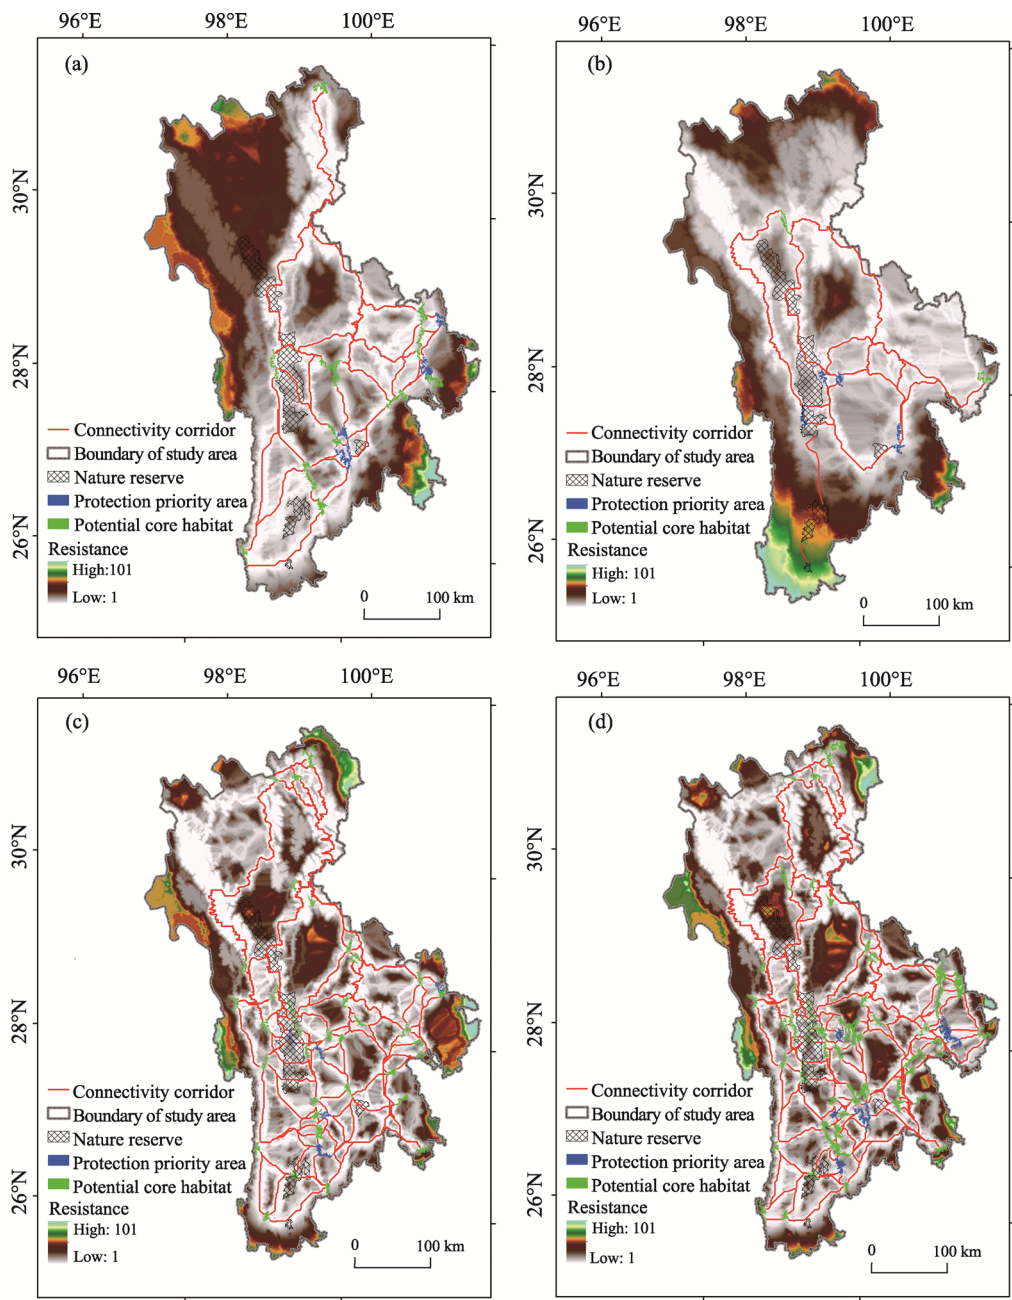 96°E 98°E 100°E
(a)
30°N
28°N
26°N
Connectivity corridor
Boundary of study area
Nature reserve
Protection priority area
Potential core habitat
Resistance
High:101
Low: 1
0 100 km
96°E 98°E 100°E
(b)
30°N
28°N
26°N
Connectivity corridor
Boundary of study area
Nature reserve
Protection priority area
Potential core habitat
Resistance
High: 101
Low: 1
0 100 km
96°E 98°E 100°E
(c)
30°N
28°N
26°N
Connectivity corridor
Boundary of study area
Nature reserve
Protection priority area
Potential core habitat
Resistance
High: 101
Low: 1
0 100 km
96°E 98°E 100°E
(d)
30°N
28°N
26°N
Connectivity corridor
Boundary of study area
Nature reserve
Protection priority area
Potential core habitat
Resistance
High: 101
Low: 1
0 100 km